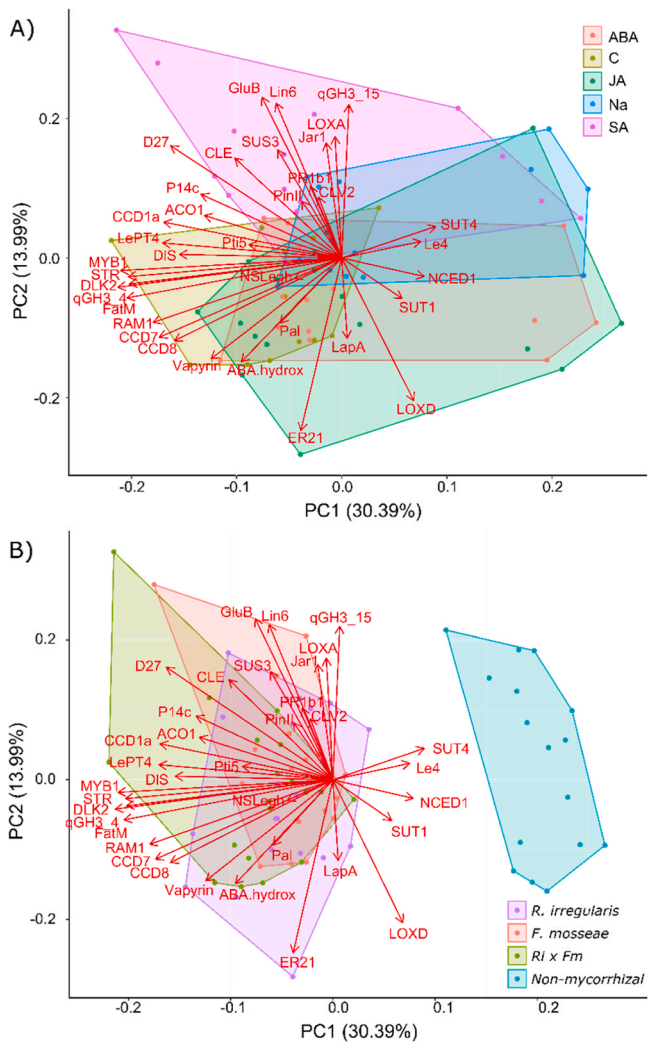 A)
ABA
C
JA
Na
SA
GluB
Lin6
qGH3_15
LOXA
Jar1
D27
SUS3
CLE
PR1b1
CLV2
PinII
P14c
CCD1a
ACO1
LePT4
Pti5
DIS
SUT4
Le4
MYB1
STR
DLK2
NSLegh
NCED1
qGH3_4
FatM
SUT1
RAM1
Pal
CCD7
LapA
CCD8
Vapyrin
ABA.hydrox
LOXD
ER21
0.2
0.0
-0.2
PC2 (13.99%)
-0.2
-0.1
0.0
0.1
0.2
PC1 (30.39%)
B)
GluB
Lin6
qGH3_15
LOXA
Jar1
D27
SUS3
CLE
PR1b1
CLV2
PinII
P14c
CCD1a
ACO1
LePT4
Pti5
DIS
SUT4
Le4
MYB1
STR
DLK2
NSLegh
NCED1
qGH3_4
FatM
SUT1
RAM1
Pal
CCD7
LapA
CCD8
Vapyrin
ABA.hydrox
LOXD
ER21
R. irregularis
F. mosseae
Ri x Fm
Non-mycorrhizal
0.2
0.0
-0.2
PC2 (13.99%)
-0.2
-0.1
0.0
0.1
0.2
PC1 (30.39%)